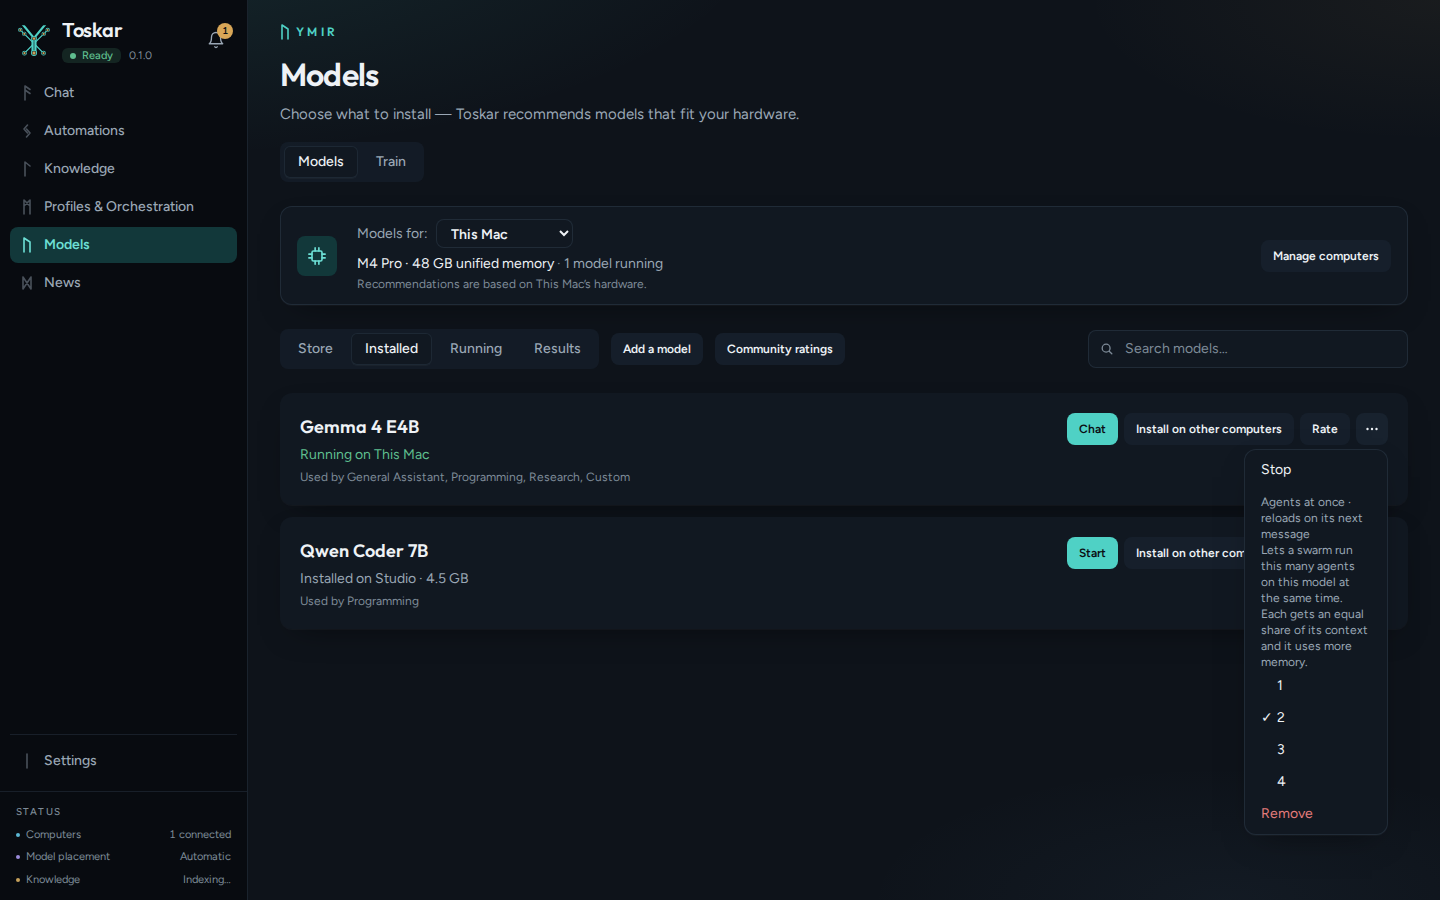 Toskar
Ready 0.1.0
1
Chat
Automations
Knowledge
Profiles & Orchestration
Models
News
Settings
STATUS
Computers 1 connected
Model placement Automatic
Knowledge Indexing…
YMIR
Models
Choose what to install — Toskar recommends models that fit your hardware.
Models Train
Models for: This Mac
M4 Pro · 48 GB unified memory · 1 model running
Recommendations are based on This Mac's hardware.
Manage computers
Store Installed Running Results Add a model Community ratings Search models…
Gemma 4 E4B
Running on This Mac
Used by General Assistant, Programming, Research, Custom
Chat Install on other computers Rate ···
Qwen Coder 7B
Installed on Studio · 4.5 GB
Used by Programming
Start Install on other com
Stop
Agents at once ·
reloads on its next
message
Lets a swarm run
this many agents
on this model at
the same time.
Each gets an equal
share of its context
and it uses more
memory.
1
✓ 2
3
4
Remove